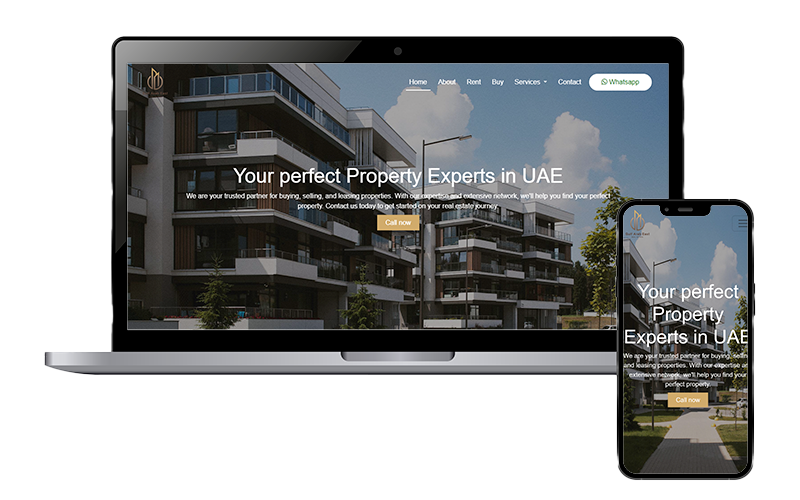 Home About Rent Buy Services Contact Whatsapp
Your perfect Property Experts in UAE
We are your trusted partner for buying, selling, and leasing properties. With our expertise and extensive network, we'll help you find your perfect
property. Contact us today to get started on your real estate journey
Call now
Your perfect
Property
Experts in UAE
We are your trusted partner for buying, selling
and leasing properties. With our expertise an
extensive network, we'll help you find your
perfect property.
Call now